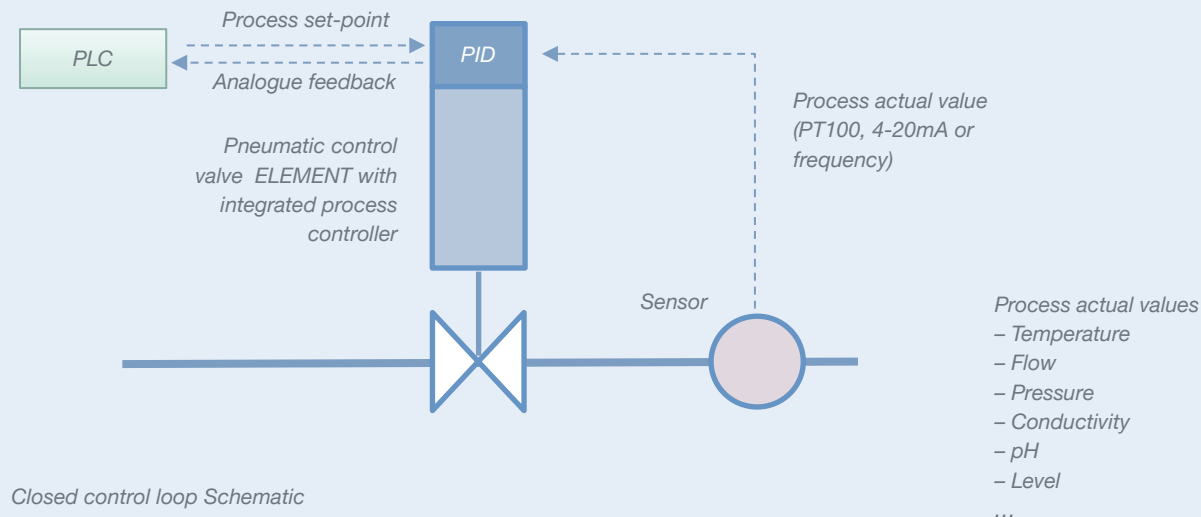 Process set-point
PLC
PID
Analogue feedback
Process actual value
(PT100, 4-20mA or
frequency)
Pneumatic control
valve ELEMENT with
integrated process
controller
Sensor
Process actual values
– Temperature
– Flow
– Pressure
– Conductivity
– pH
– Level
...
Closed control loop Schematic